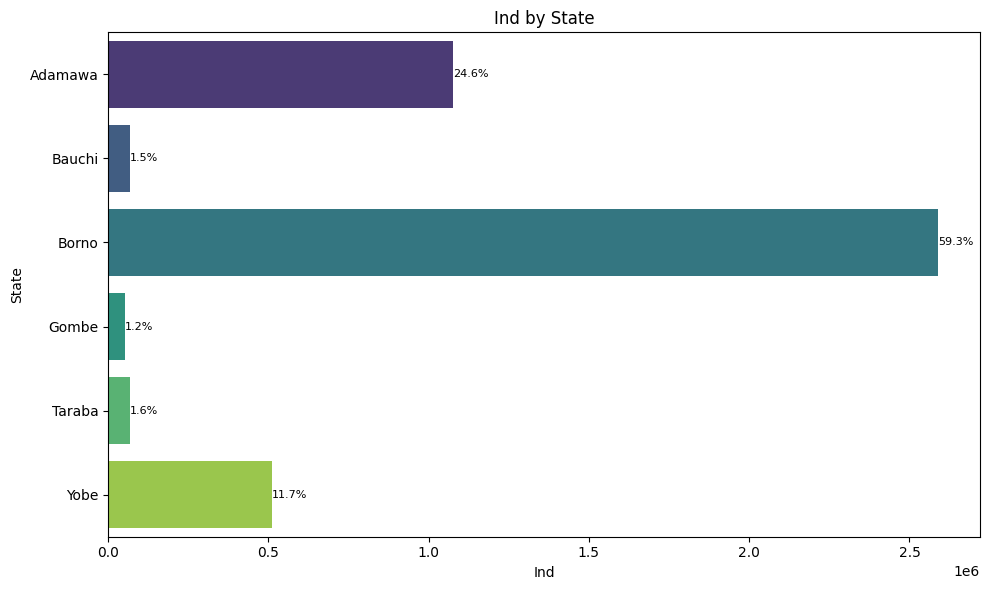 Ind by State
Adamawa
24.6%
Bauchi
1.5%
Borno
59.3%
Gombe
1.2%
Taraba
1.6%
Yobe
11.7%
State
0.0 0.5 1.0 1.5 2.0 2.5
1e6
Ind